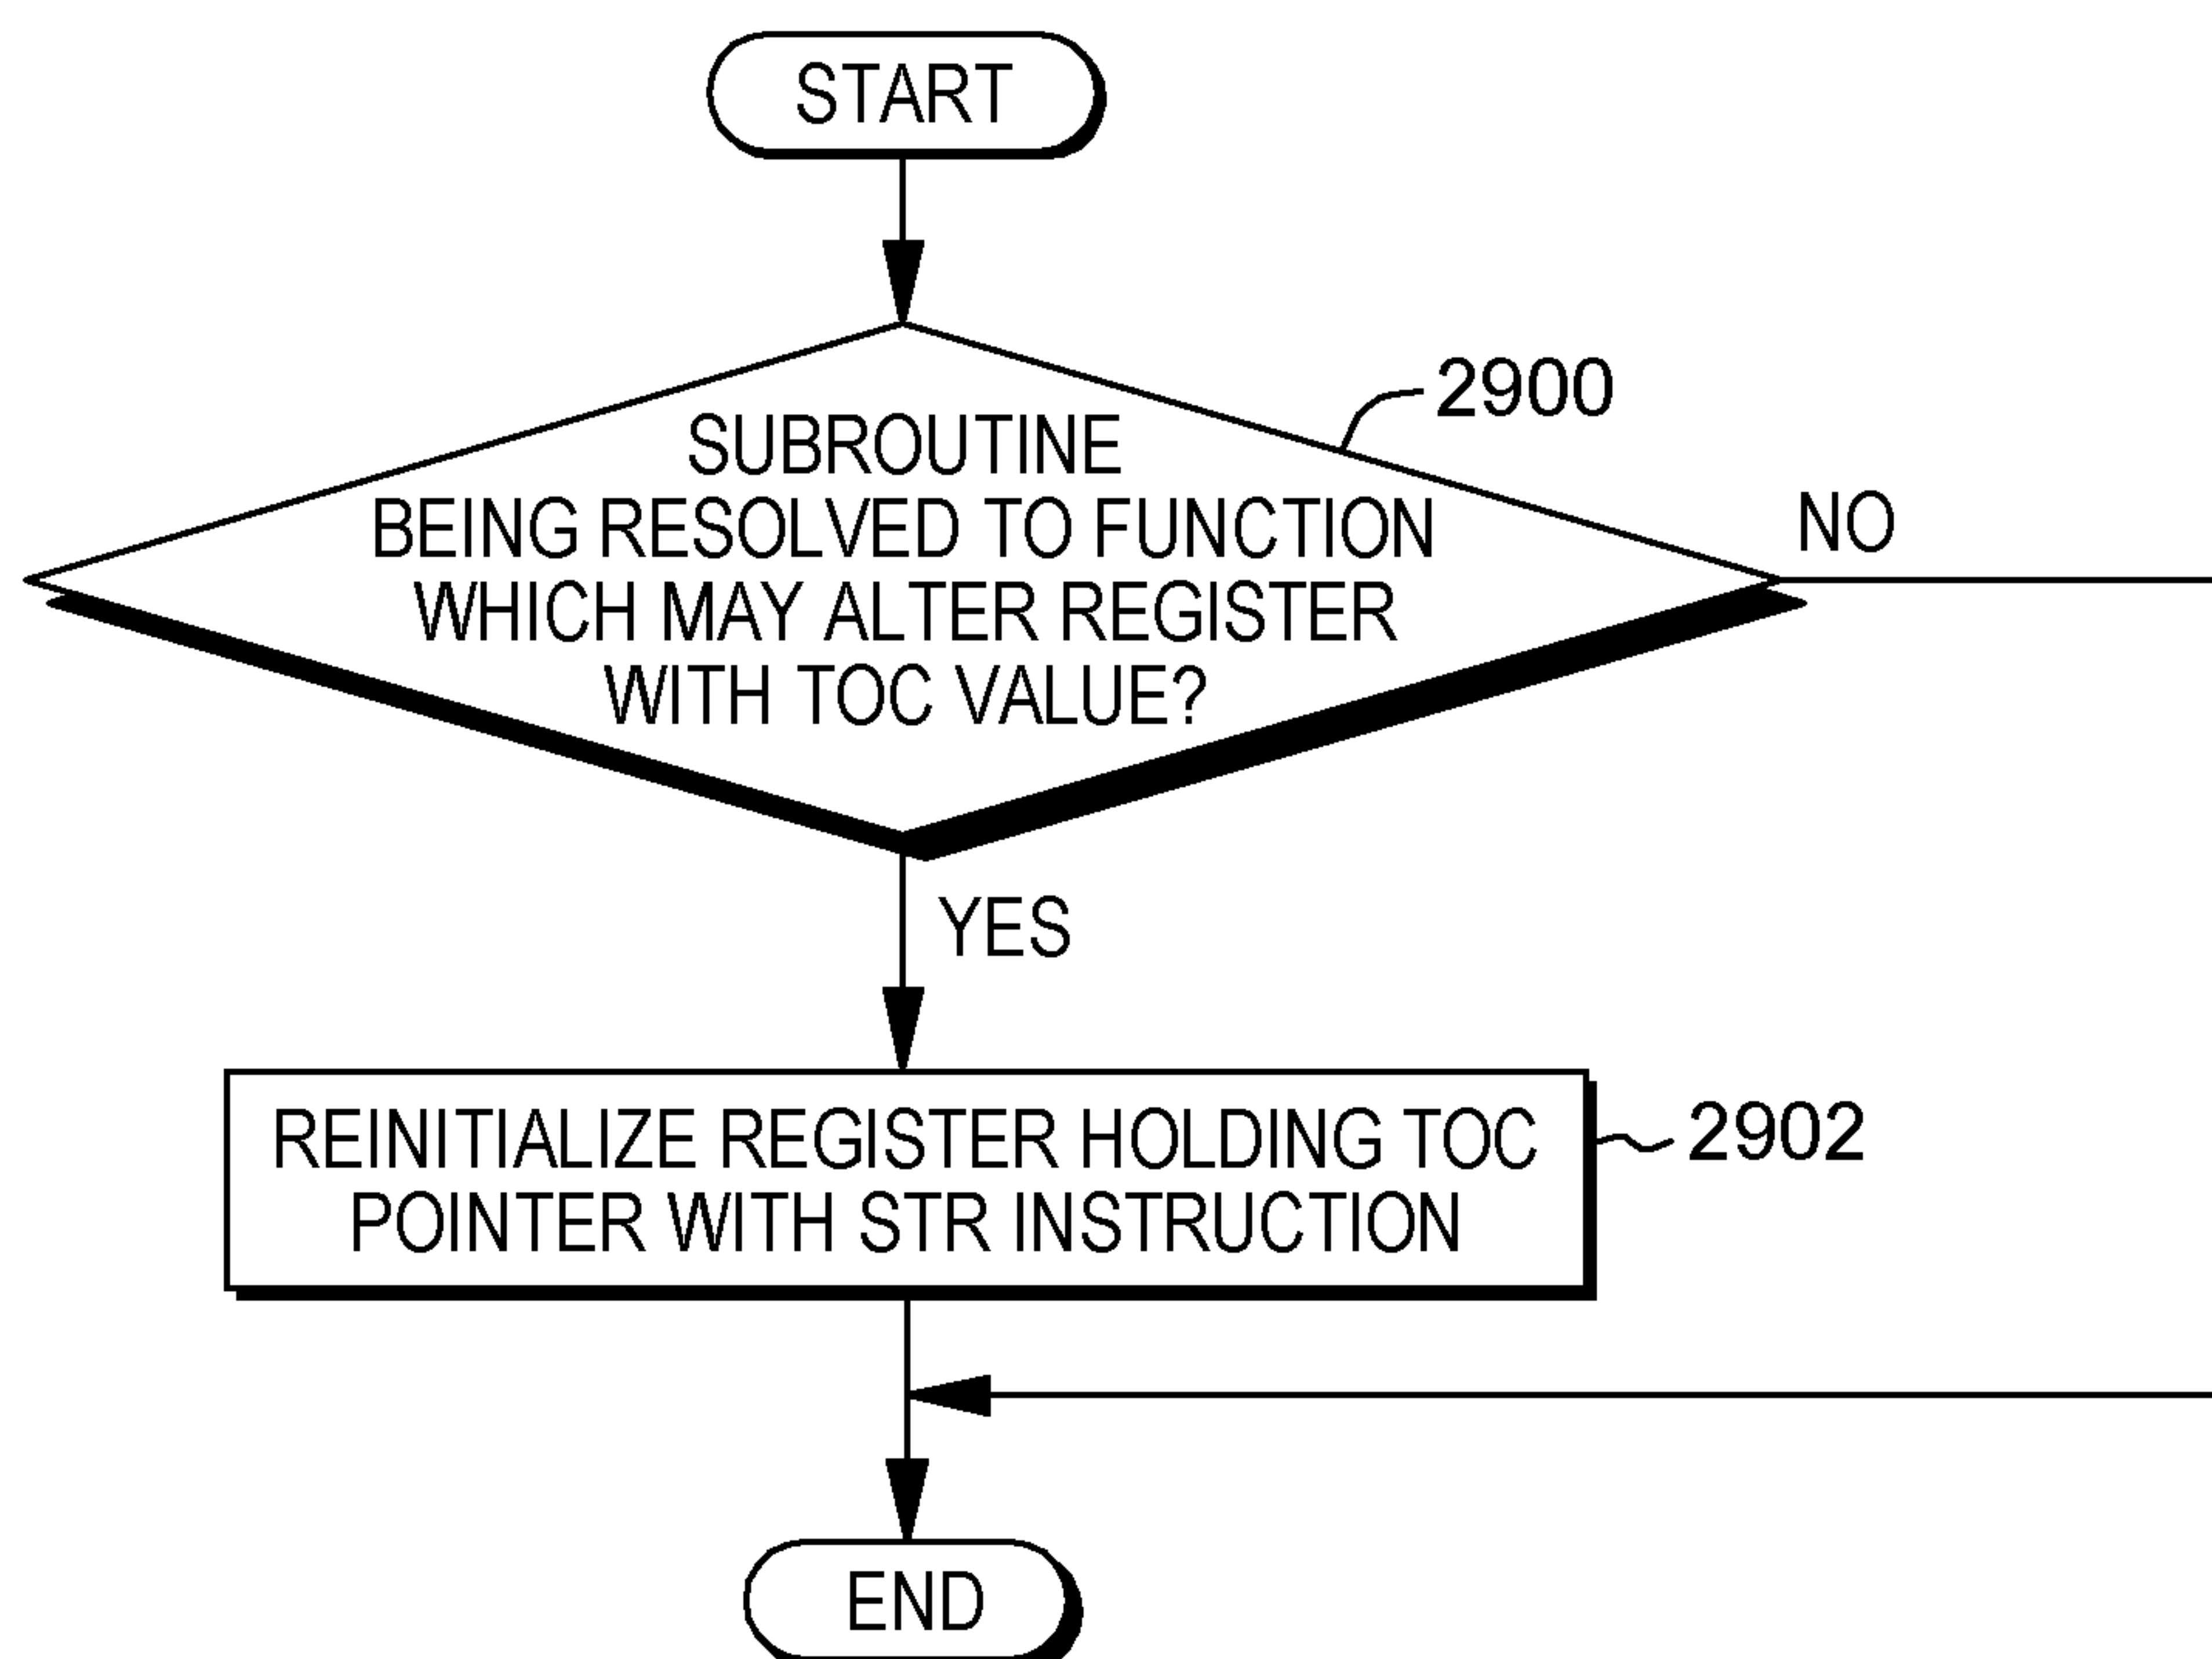 START
2900
SUBROUTINE
BEING RESOLVED TO FUNCTION
WHICH MAY ALTER REGISTER
WITH TOC VALUE?
NO
YES
REINITIALIZE REGISTER HOLDING TOC
POINTER WITH STR INSTRUCTION
2902
END